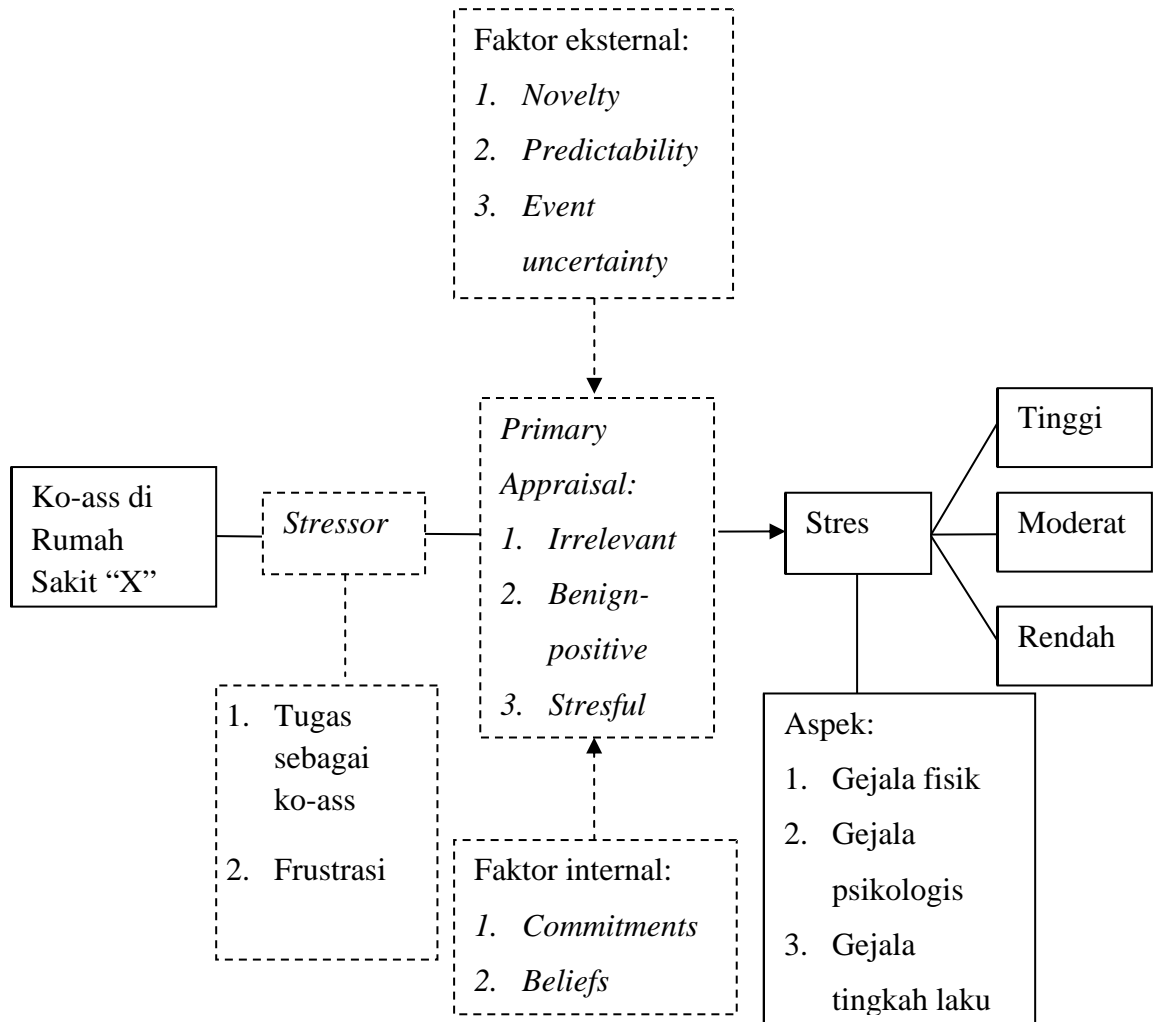 Faktor eksternal:
1. Novelty
2. Predictability
3. Event
uncertainty
Primary
Appraisal:
1. Irrelevant
2. Benign-
positive
3. Stresful
Ko-ass di
Rumah
Sakit “X”
Stressor
Stres
Tinggi
Moderat
Rendah
1. Tugas
sebagai
ko-ass
2. Frustrasi
Faktor internal:
1. Commitments
2. Beliefs
Aspek:
1. Gejala fisik
2. Gejala
psikologis
3. Gejala
tingkah laku